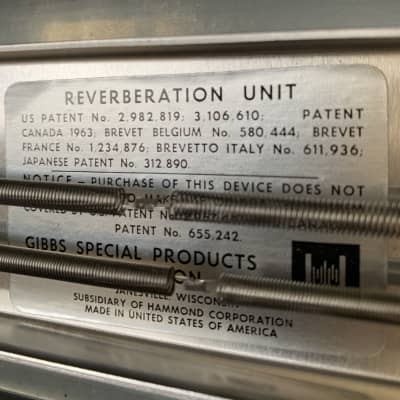 REVERBERATION UNIT
US PATENT No. 2,982,819; 3,106,610; PATENT
CANADA 1963; BREVET BELGIUM No. 580,444; BREVET
FRANCE No. 1,234,876; BREVETTO ITALY No. 611,936;
JAPANESE PATENT No. 312,890.
NOTICE - PURCHASE OF THIS DEVICE DOES NOT
PATENT No. 655,242.
GIBBS SPECIAL PRODUCTS
JANESVILLE, WISCONSIN
SUBSIDIARY OF HAMMOND CORPORATION
MADE IN UNITED STATES OF AMERICA